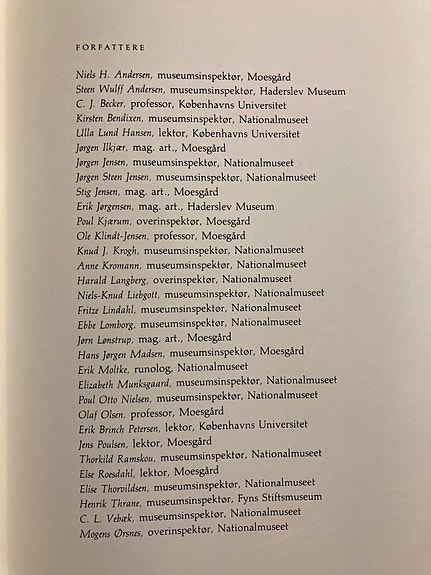 FORFATTERE
Niels H. Andersen, museumsinspektør, Moesgård
Steen Wulff Andersen, museumsinspektør, Haderslev Museum
C. J. Becker, professor, Københavns Universitet
Kirsten Bendixen, museumsinspektør, Nationalmuseet
Ulla Lund Hansen, lektor, Københavns Universitet
Jørgen Ilkjær, mag. art., Moesgård
Jørgen Jensen, museumsinspektør, Nationalmuseet
Jørgen Steen Jensen, museumsinspektør, Nationalmuseet
Stig Jensen, mag. art., Moesgård
Erik Jørgensen, mag. art., Haderslev Museum
Poul Kjærum, overinspektør, Moesgård
Ole Klindt-Jensen, professor, Moesgård
Knud J. Krogh, museumsinspektør, Nationalmuseet
Anne Kromann, museumsinspektør, Nationalmuseet
Harald Langberg, overinspektør, Nationalmuseet
Niels-Knud Liebgott, museumsinspektør, Nationalmuseet
Fritze Lindahl, museumsinspektør, Nationalmuseet
Ebbe Lomborg, museumsinspektør, Nationalmuseet
Jørn Lønstrup, mag. art., Moesgård
Hans Jørgen Madsen, museumsinspektør, Moesgård
Erik Moltke, runolog, Nationalmuseet
Elizabeth Munksgaard, museumsinspektør, Nationalmuseet
Poul Otto Nielsen, museumsinspektør, Nationalmuseet
Olaf Olsen, professor, Moesgård
Erik Brinch Petersen, lektor, Københavns Universitet
Jens Poulsen, lektor, Moesgård
Thorkild Ramskou, museumsinspektør, Nationalmuseet
Else Roesdahl, lektor, Moesgård
Elise Thorvildsen, museumsinspektør, Nationalmuseet
Henrik Thrane, museumsinspektør, Fyns Stiftsmuseum
C. L. Vebæk, museumsinspektør, Nationalmuseet
Mogens Ørsnes, overinspektør, Nationalmuseet